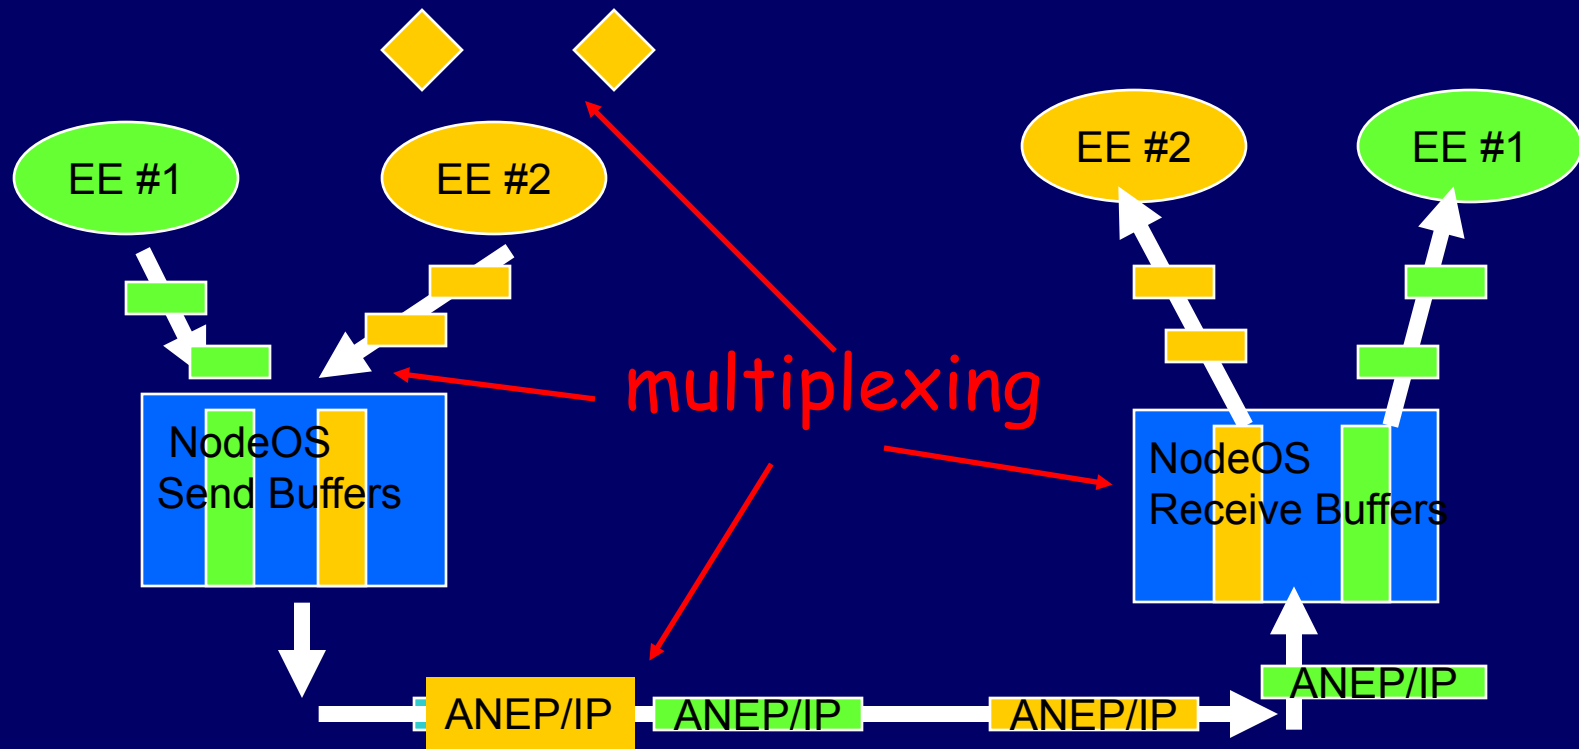 EE #1
EE #2
EE #2
EE #1
multiplexing
NodeOS
Send Buffers
NodeOS
Receive Buffers
ANEP/IP
ANEP/IP
ANEP/IP
ANEP/IP